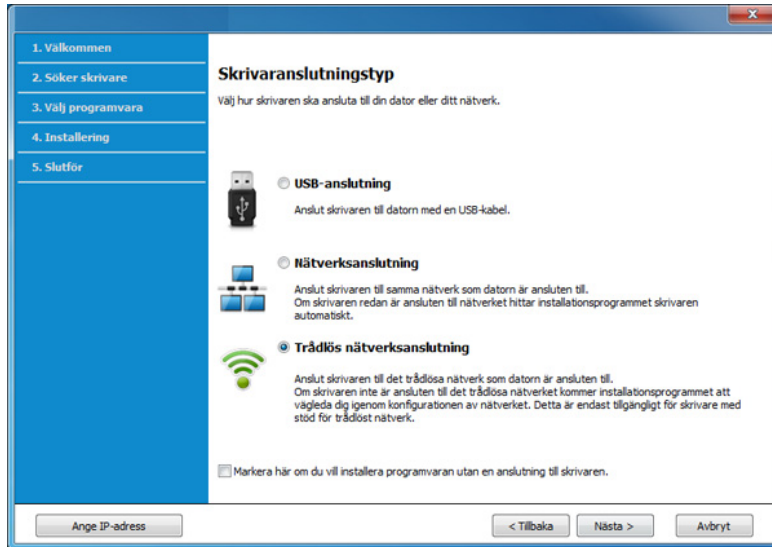 1. Välkommen
2. Söker skrivare
3. Välj programvara
4. Installering
5. Slutför
Skrivaranslutningstyp
Välj hur skrivaren ska ansluta till din dator eller ditt nätverk.
USB-anslutning
Anslut skrivaren till datorn med en USB-kabel.
Nätverksanslutning
Anslut skrivaren till samma nätverk som datorn är ansluten till.
Om skrivaren redan är ansluten till nätverket hittar installationsprogrammet skrivaren
automatiskt.
Trådlös nätverksanslutning
Anslut skrivaren till det trådlösa nätverk som datorn är ansluten till.
Om skrivaren inte är ansluten till det trådlösa nätverket kommer installationsprogrammet att
vägleda dig igenom konfigurationen av nätverket. Detta är endast tillgängligt för skrivare med
stöd för trådlöst nätverk.
Markera här om du vill installera programvaran utan en anslutning till skrivaren.
Ange IP-adress
< Tillbaka
Nästa >
Avbryt